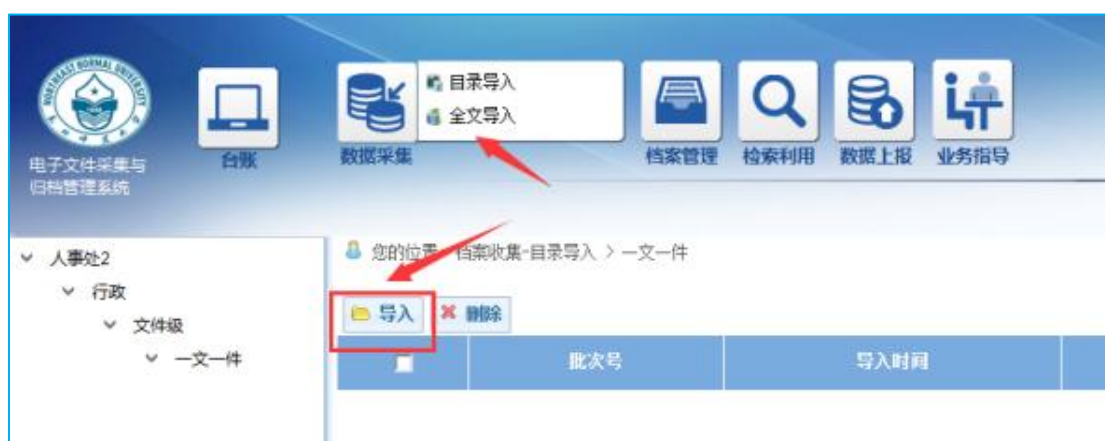 NORTHEAST NORMAL UNIVERSITY
电子文件采集与
归档管理系统
台账
数据采集
目录导入
全文导入
档案管理
检索利用
数据上报
业务指导
人事处2
行政
文件级
一文一件
您的位置 档案收集-目录导入 > 一文一件
导入
删除
批次号
导入时间